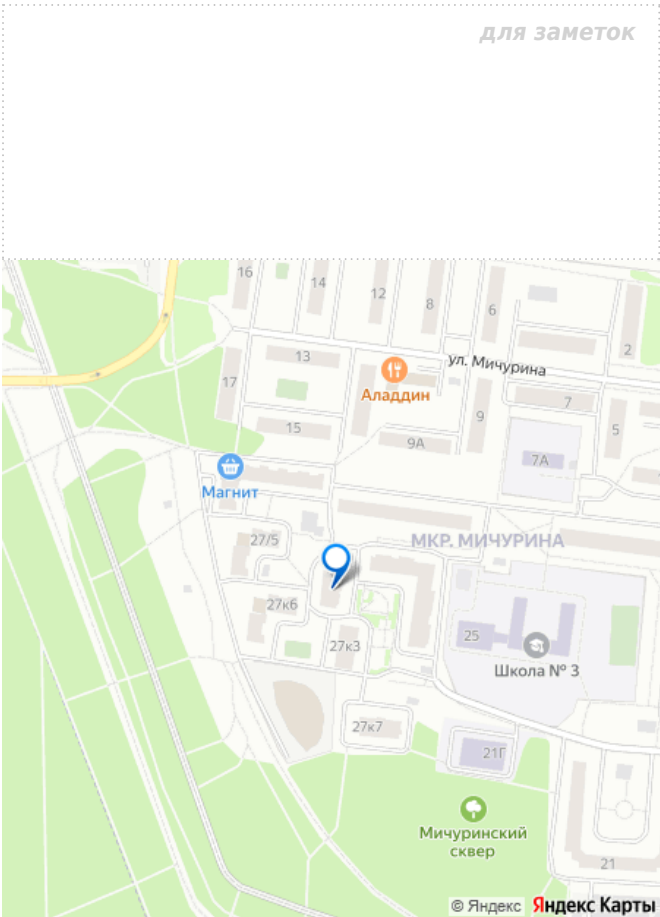 для заметок
16
14
12
8
6
2
13
ул. Мичурина
17
Аладдин
7
9
5
15
9А
7А
Магнит
27/5
МКР. МИЧУРИНА
27к6
25
27к3
Школа № 3
27к7
21Г
Мичуринский
сквер
21
© Яндекс Яндекс Карты